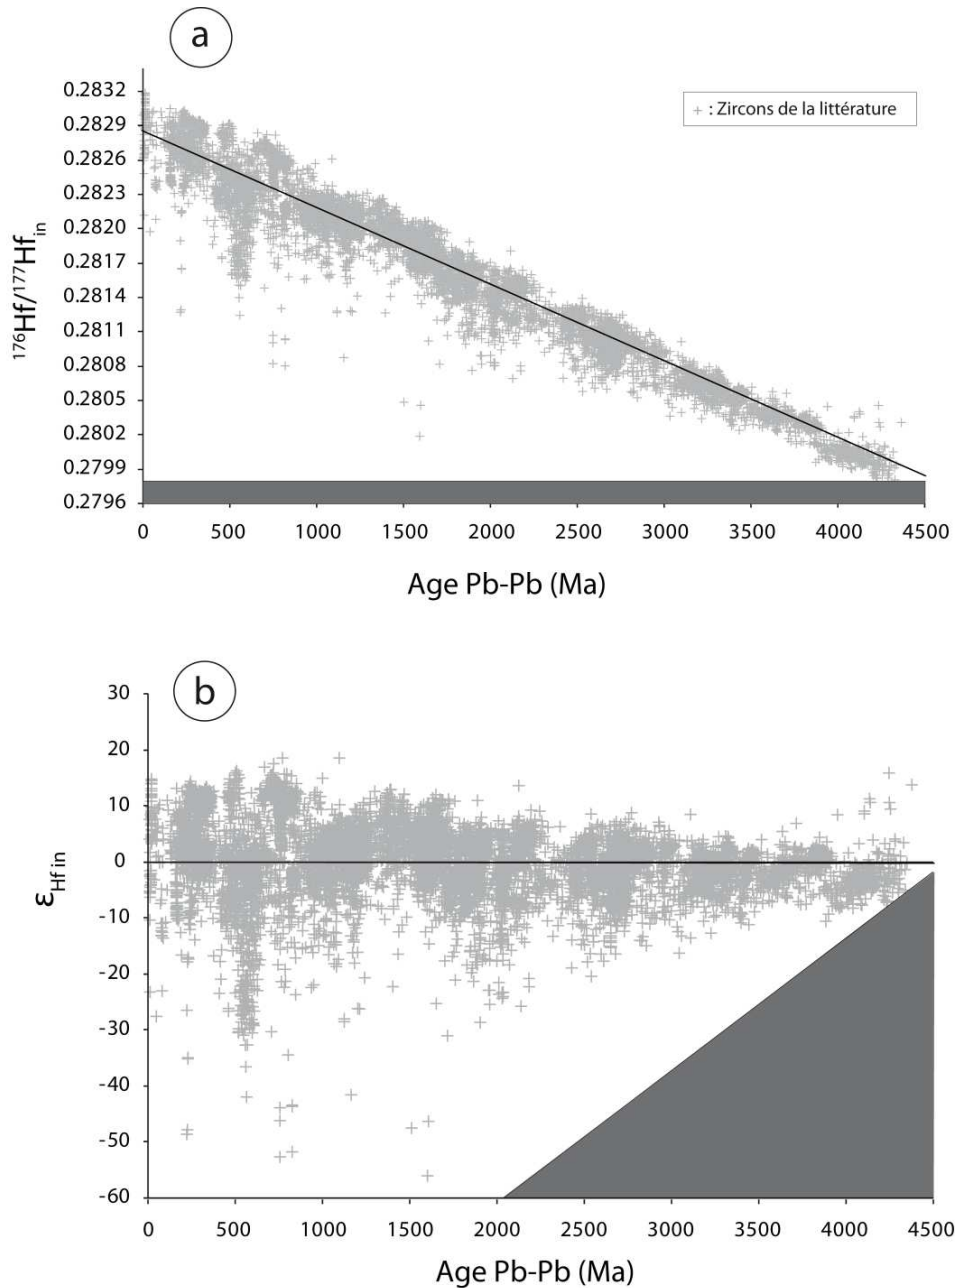 a
0.2832
0.2829
0.2826
0.2823
0.2820
0.2817
0.2814
0.2811
0.2808
0.2805
0.2802
0.2799
0.2796
¹⁷⁶Hf/¹⁷⁷Hf in
+ : Zircons de la littérature
0 500 1000 1500 2000 2500 3000 3500 4000 4500
Age Pb-Pb (Ma)
b
30
20
10
0
-10
-20
-30
-40
-50
-60
εHf in
0 500 1000 1500 2000 2500 3000 3500 4000 4500
Age Pb-Pb (Ma)